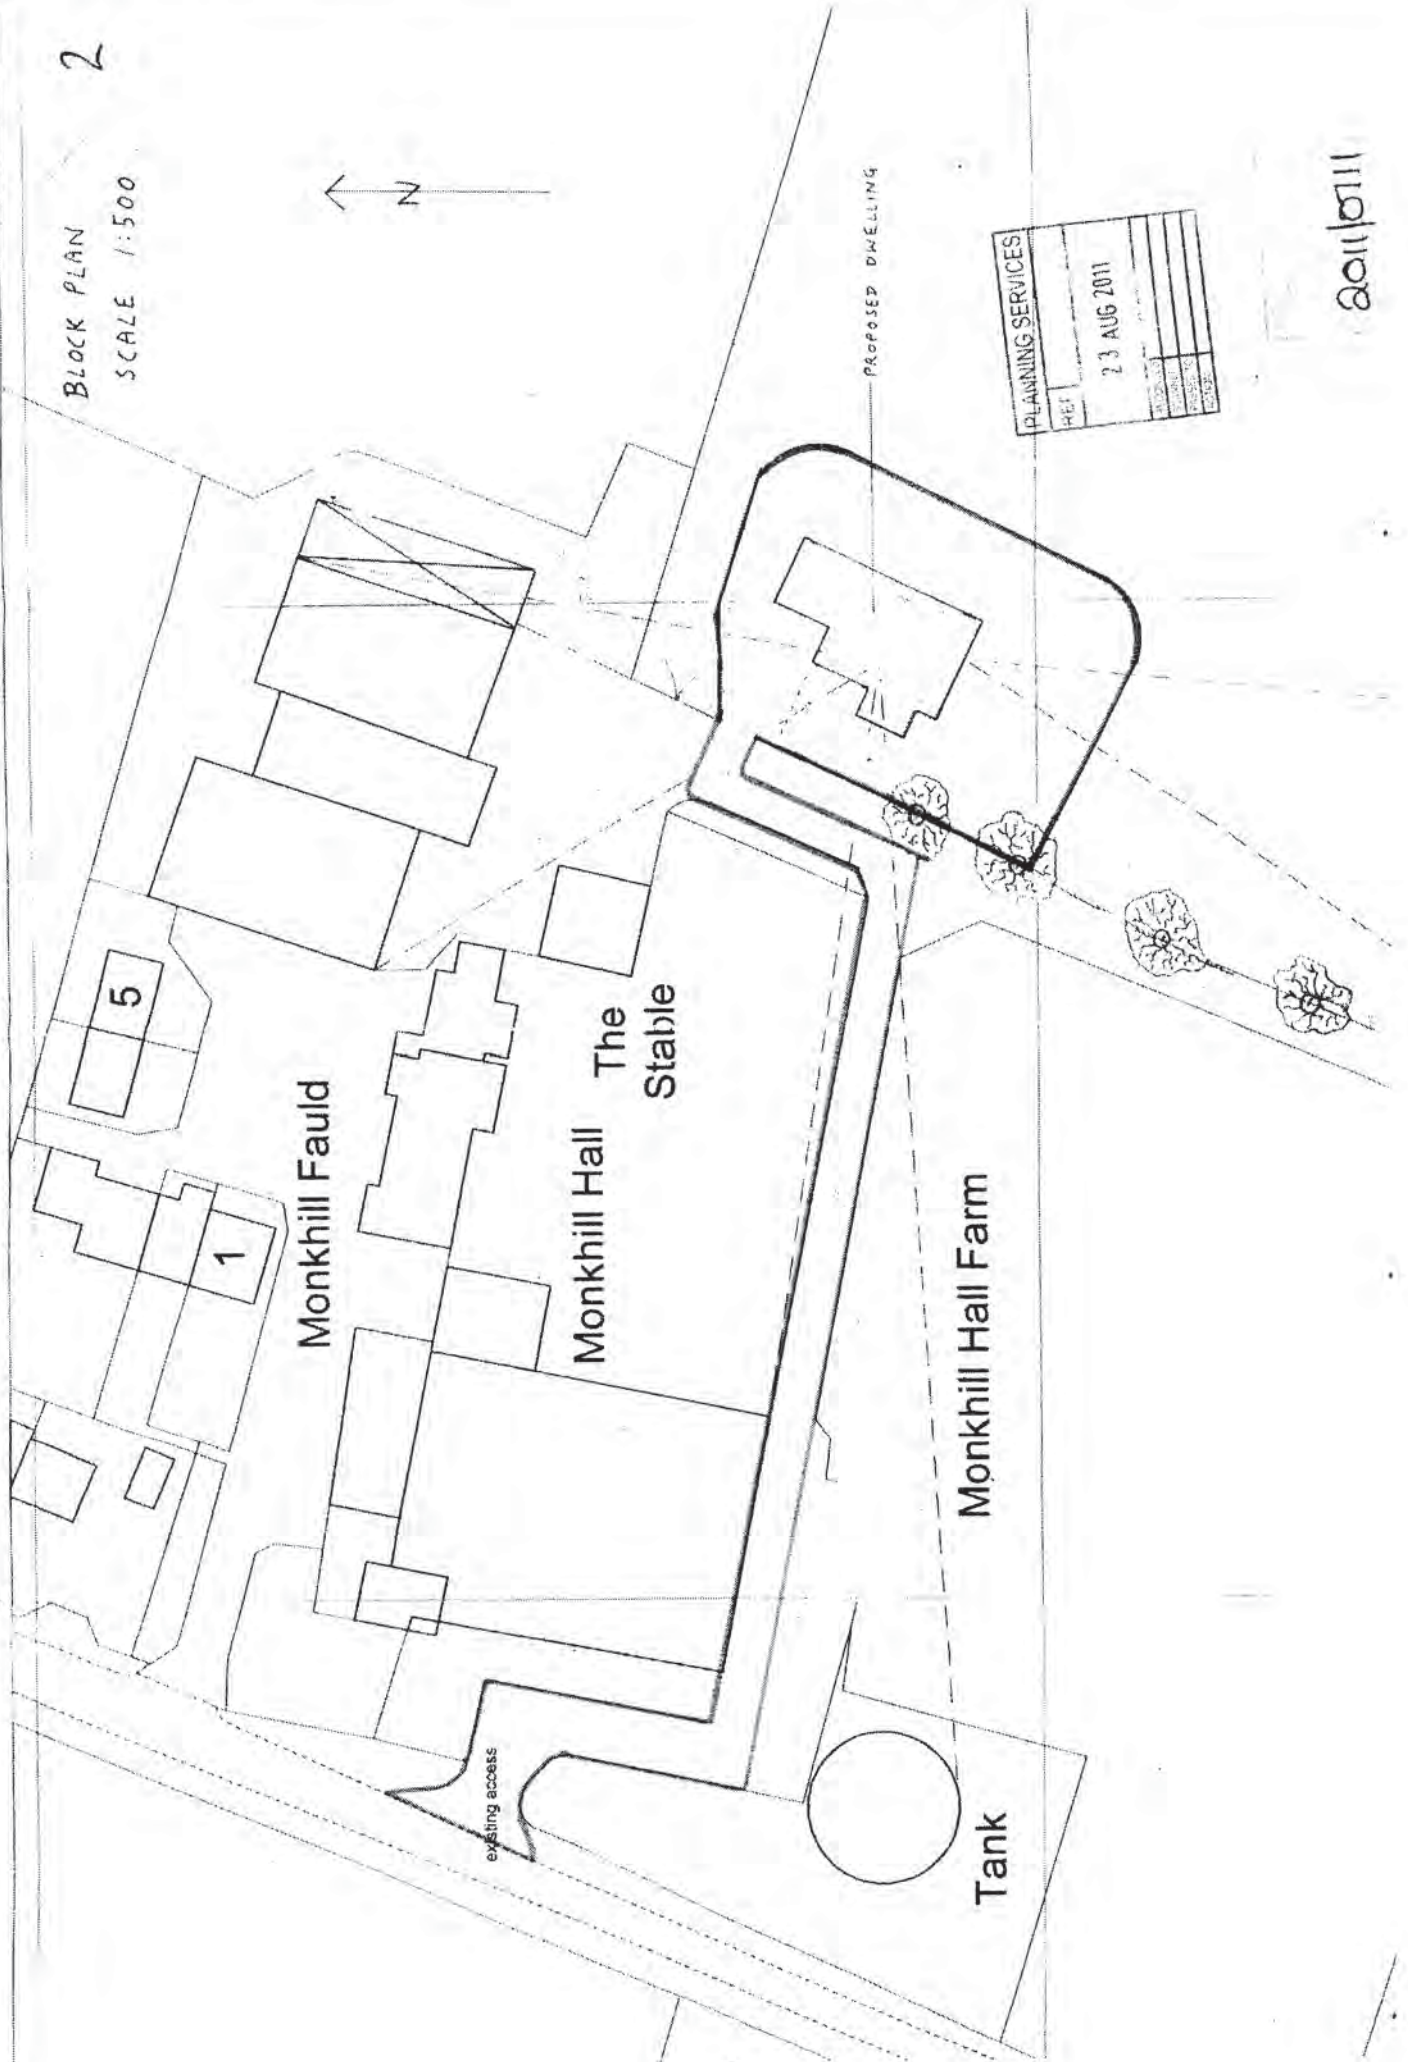 BLOCK PLAN
SCALE 1:500
2
N
5
1
Monkhill Fauld
Monkhill Hall
The
Stable
existing access
PROPOSED DWELLING
Monkhill Hall Farm
Tank
PLANNING SERVICES
REF
23 AUG 2011
2011/0711